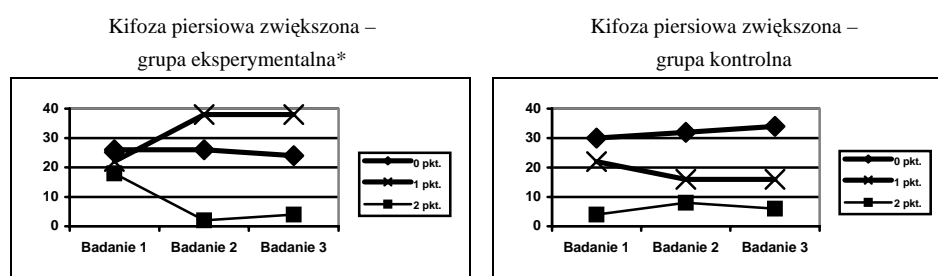 Kifoza piersiowa zwiększona –
grupa eksperymentalna*
40
30
20
10
0
Badanie 1 Badanie 2 Badanie 3
0 pkt.
1 pkt.
2 pkt.
Kifoza piersiowa zwiększona –
grupa kontrolna
40
30
20
10
0
Badanie 1 Badanie 2 Badanie 3
0 pkt.
1 pkt.
2 pkt.